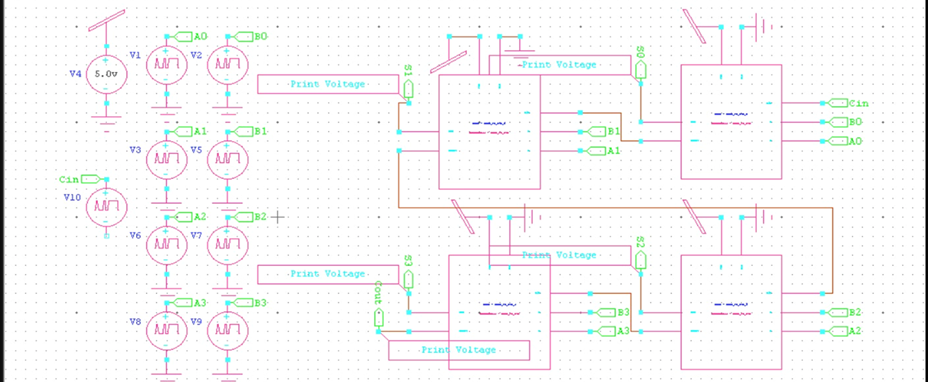 A0
B0
V1
V2
V4
5.0v
Print Voltage
S1
Print Voltage
S0
Cin
B0
A0
A1
B1
V3
V5
B1
A1
Cin
V10
A2
B2
V6
V7
Print Voltage
S3
Cout
Print Voltage
S2
A3
B3
V8
V9
B3
A3
B2
A2
Print Voltage